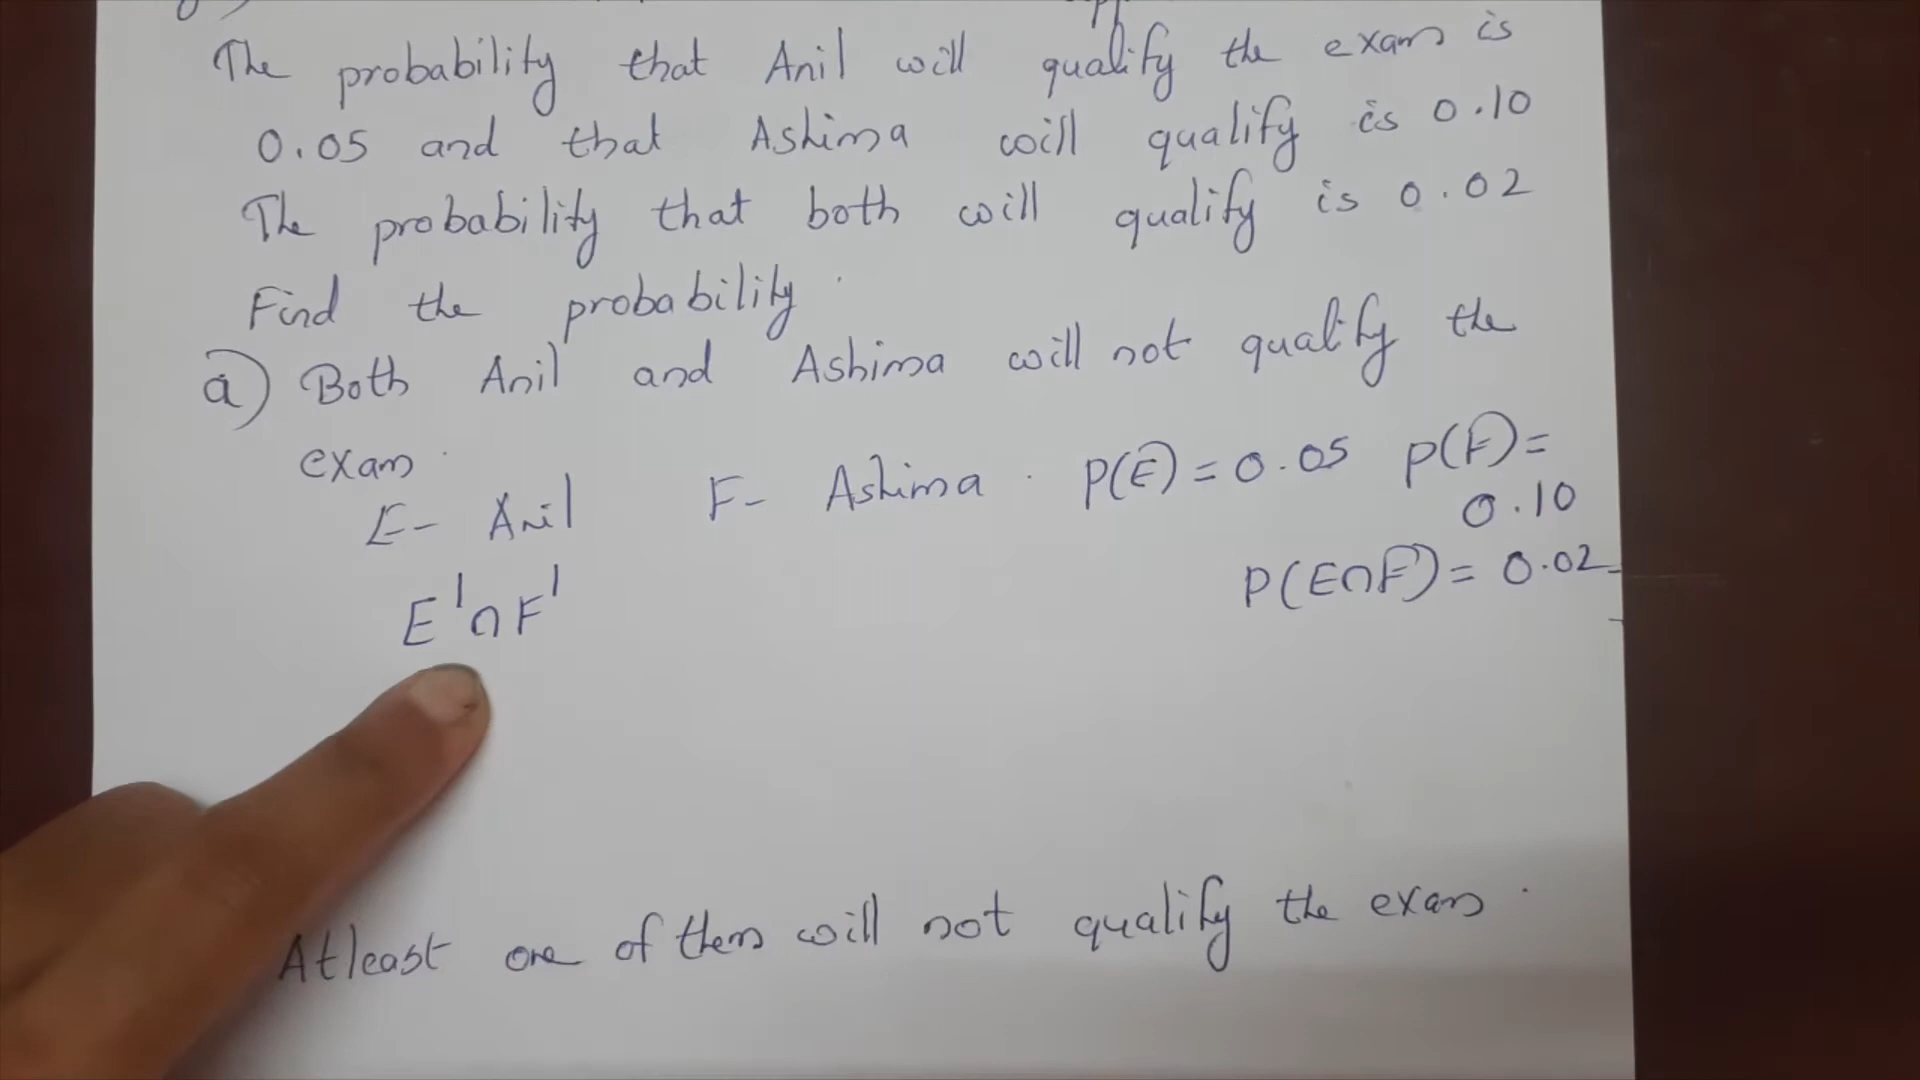 The probability that Anil will qualify the exam is
0.05 and that Ashima will qualify is 0.10
The probability that both will qualify is 0.02
Find the probability
a) Both Anil and Ashima will not qualify the
exam.
E- Anil F- Ashima. P(E) = 0.05 P(F) =
0.10
E'∩F' P(E∩F) = 0.02
Atleast one of them will not qualify the exam.